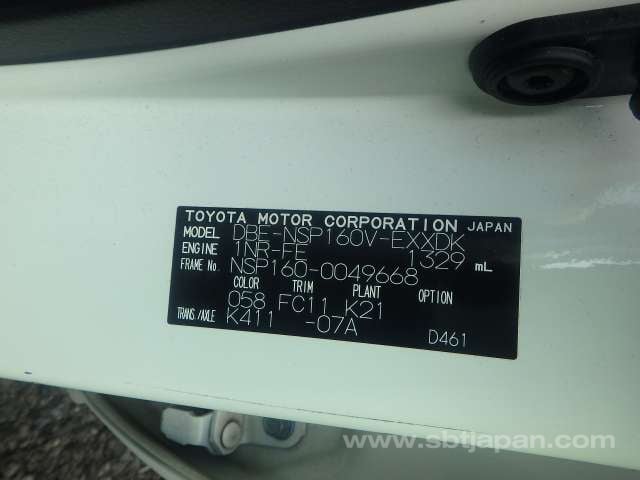 TOYOTA MOTOR CORPORATION JAPAN
MODEL DBE-NSP160V-EXXDK
ENGINE 1NR-FE 1329 mL
FRAME No. NSP160-0049668
COLOR TRIM PLANT OPTION
058 FC11 K21
TRANS/AXLE K411 -07A D461
www.sbtjapan.com